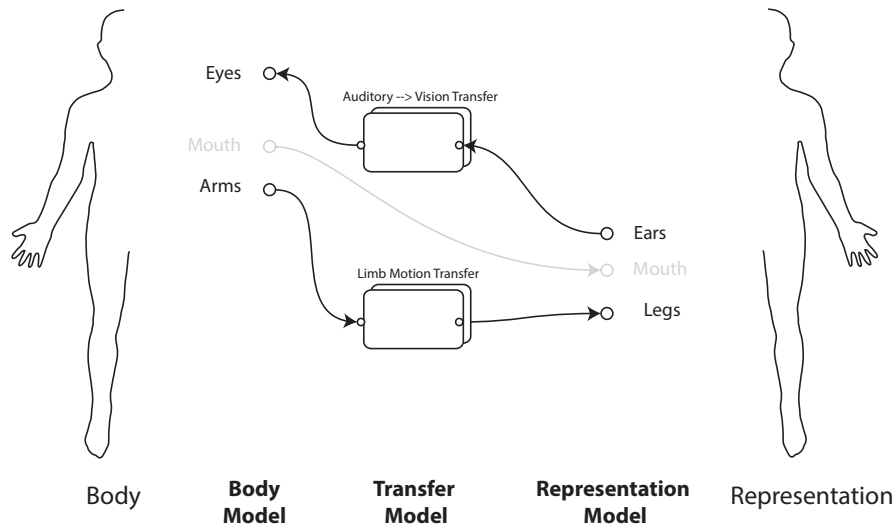 Eyes
Auditory --> Vision Transfer
Mouth
Arms
Ears
Mouth
Limb Motion Transfer
Legs
Body
Body
Model
Transfer
Model
Representation
Model
Representation